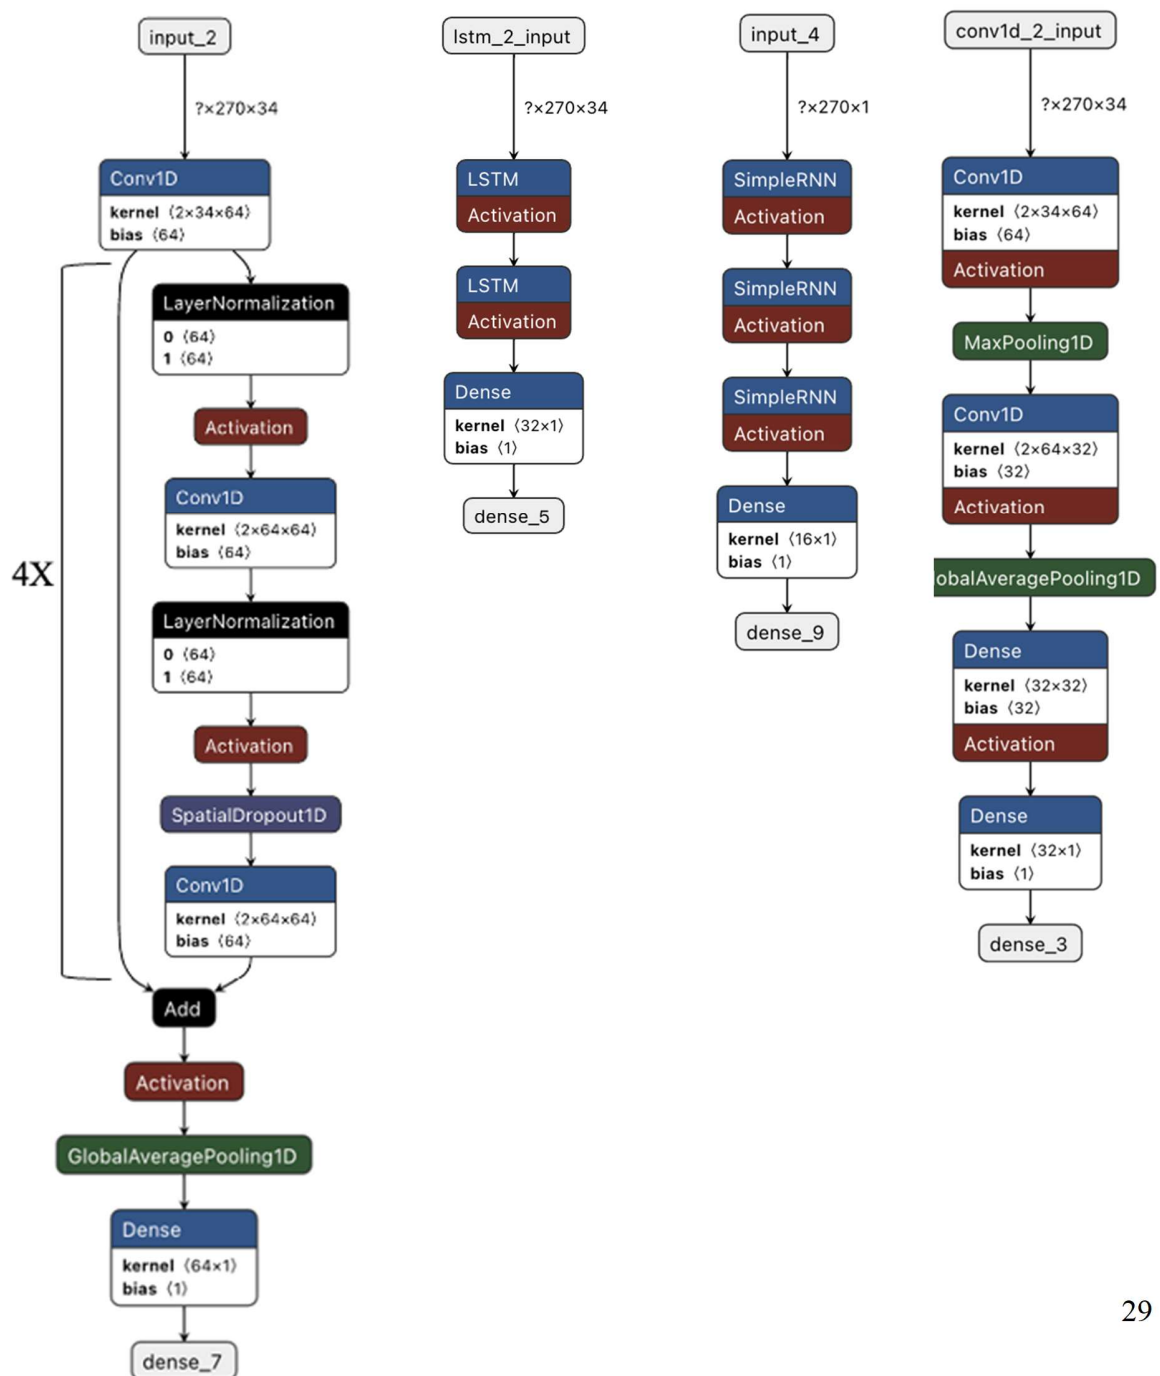 input_2
?×270×34
Conv1D
kernel ⟨2×34×64⟩
bias ⟨64⟩
4X
LayerNormalization
0 ⟨64⟩
1 ⟨64⟩
Activation
Conv1D
kernel ⟨2×64×64⟩
bias ⟨64⟩
LayerNormalization
0 ⟨64⟩
1 ⟨64⟩
Activation
SpatialDropout1D
Conv1D
kernel ⟨2×64×64⟩
bias ⟨64⟩
Add
Activation
GlobalAveragePooling1D
Dense
kernel ⟨64×1⟩
bias ⟨1⟩
dense_7
lstm_2_input
?×270×34
LSTM
Activation
LSTM
Activation
Dense
kernel ⟨32×1⟩
bias ⟨1⟩
dense_5
input_4
?×270×1
SimpleRNN
Activation
SimpleRNN
Activation
SimpleRNN
Activation
Dense
kernel ⟨16×1⟩
bias ⟨1⟩
dense_9
conv1d_2_input
?×270×34
Conv1D
kernel ⟨2×34×64⟩
bias ⟨64⟩
Activation
MaxPooling1D
Conv1D
kernel ⟨2×64×32⟩
bias ⟨32⟩
Activation
lobalAveragePooling1D
Dense
kernel ⟨32×32⟩
bias ⟨32⟩
Activation
Dense
kernel ⟨32×1⟩
bias ⟨1⟩
dense_3
29